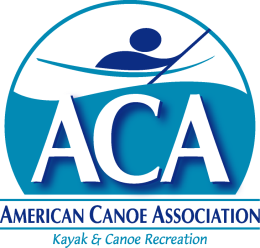 ACA
AMERICAN CANOE ASSOCIATION
Kayak & Canoe Recreation